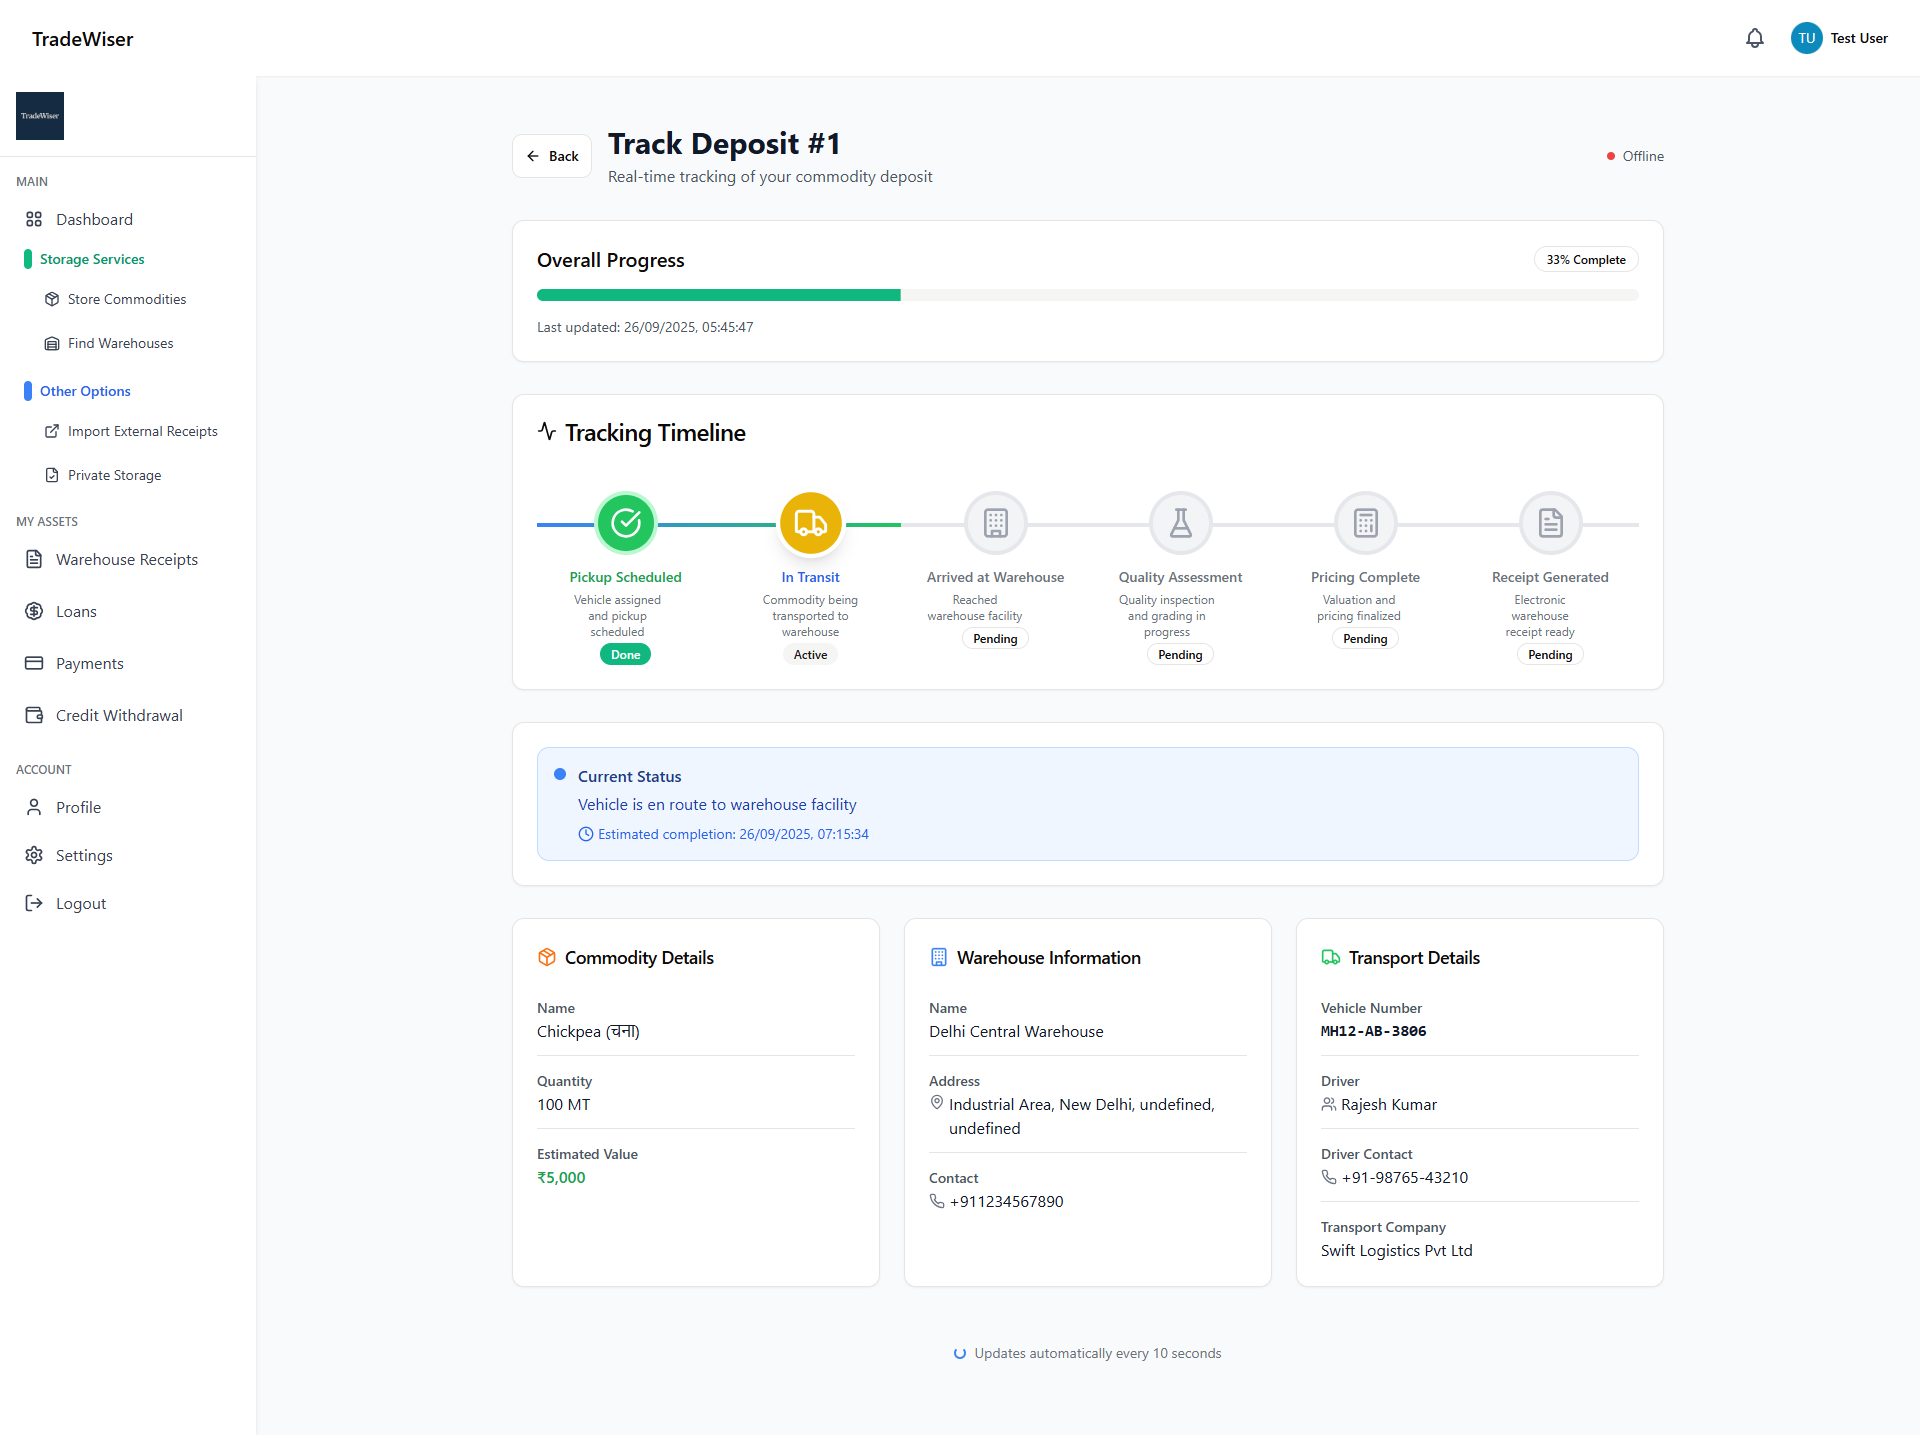 TradeWiser
TU Test User
TradeWiser
MAIN
Dashboard
Storage Services
Store Commodities
Find Warehouses
Other Options
Import External Receipts
Private Storage
MY ASSETS
Warehouse Receipts
Loans
Payments
Credit Withdrawal
ACCOUNT
Profile
Settings
Logout
Back
Track Deposit #1
Real-time tracking of your commodity deposit
Offline
Overall Progress
33% Complete
Last updated: 26/09/2025, 05:45:47
Tracking Timeline
Pickup Scheduled
Vehicle assigned
and pickup
scheduled
Done
In Transit
Commodity being
transported to
warehouse
Active
Arrived at Warehouse
Reached
warehouse facility
Pending
Quality Assessment
Quality inspection
and grading in
progress
Pending
Pricing Complete
Valuation and
pricing finalized
Pending
Receipt Generated
Electronic
warehouse
receipt ready
Pending
Current Status
Vehicle is en route to warehouse facility
Estimated completion: 26/09/2025, 07:15:34
Commodity Details
Name
Chickpea (चना)
Quantity
100 MT
Estimated Value
₹5,000
Warehouse Information
Name
Delhi Central Warehouse
Address
Industrial Area, New Delhi, undefined,
undefined
Contact
+911234567890
Transport Details
Vehicle Number
MH12-AB-3806
Driver
Rajesh Kumar
Driver Contact
+91-98765-43210
Transport Company
Swift Logistics Pvt Ltd
Updates automatically every 10 seconds